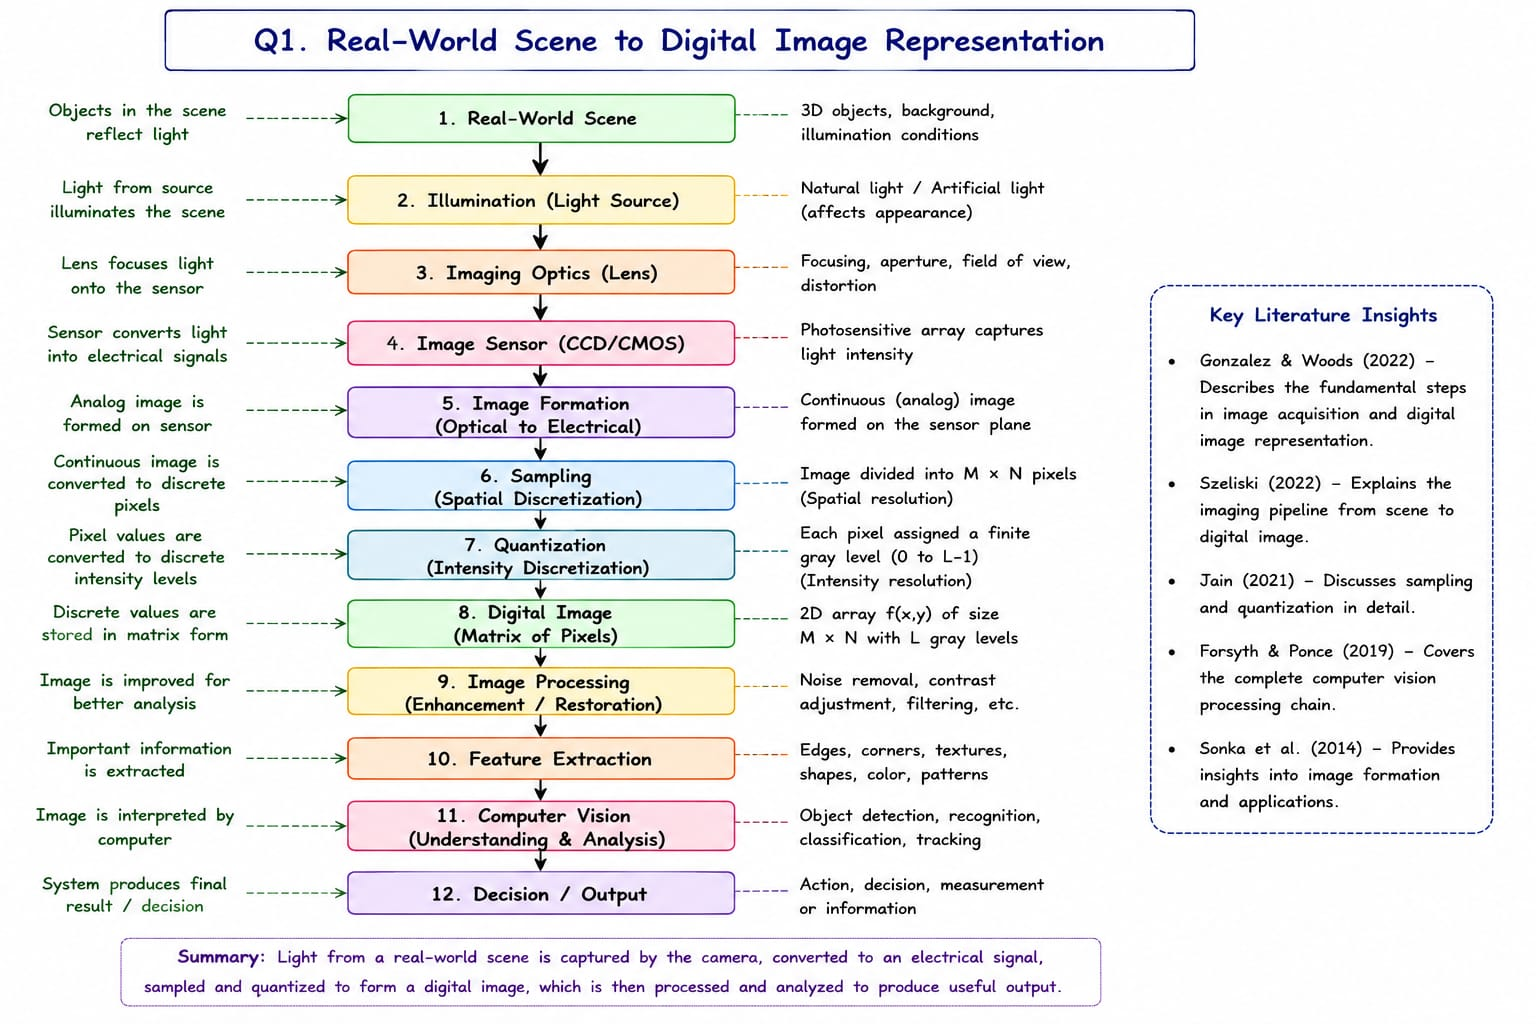 Q1. Real-World Scene to Digital Image Representation
Objects in the scene
reflect light
1. Real-World Scene
3D objects, background,
illumination conditions
Light from source
illuminates the scene
2. Illumination (Light Source)
Natural light / Artificial light
(affects appearance)
Lens focuses light
onto the sensor
3. Imaging Optics (Lens)
Focusing, aperture, field of view,
distortion
Sensor converts light
into electrical signals
4. Image Sensor (CCD/CMOS)
Photosensitive array captures
light intensity
Analog image is
formed on sensor
5. Image Formation
(Optical to Electrical)
Continuous (analog) image
formed on the sensor plane
Continuous image is
converted to discrete
pixels
6. Sampling
(Spatial Discretization)
Image divided into M × N pixels
(Spatial resolution)
Pixel values are
converted to discrete
intensity levels
7. Quantization
(Intensity Discretization)
Each pixel assigned a finite
gray level (0 to L-1)
(Intensity resolution)
Discrete values are
stored in matrix form
8. Digital Image
(Matrix of Pixels)
2D array f(x,y) of size
M × N with L gray levels
Image is improved for
better analysis
9. Image Processing
(Enhancement / Restoration)
Noise removal, contrast
adjustment, filtering, etc.
Important information
is extracted
10. Feature Extraction
Edges, corners, textures,
shapes, color, patterns
Image is interpreted by
computer
11. Computer Vision
(Understanding & Analysis)
Object detection, recognition,
classification, tracking
System produces final
result / decision
12. Decision / Output
Action, decision, measurement
or information
Key Literature Insights
• Gonzalez & Woods (2022) –
Describes the fundamental steps
in image acquisition and digital
image representation.
• Szeliski (2022) – Explains the
imaging pipeline from scene to
digital image.
• Jain (2021) – Discusses sampling
and quantization in detail.
• Forsyth & Ponce (2019) – Covers
the complete computer vision
processing chain.
• Sonka et al. (2014) – Provides
insights into image formation
and applications.
Summary: Light from a real-world scene is captured by the camera, converted to an electrical signal,
sampled and quantized to form a digital image, which is then processed and analyzed to produce useful output.